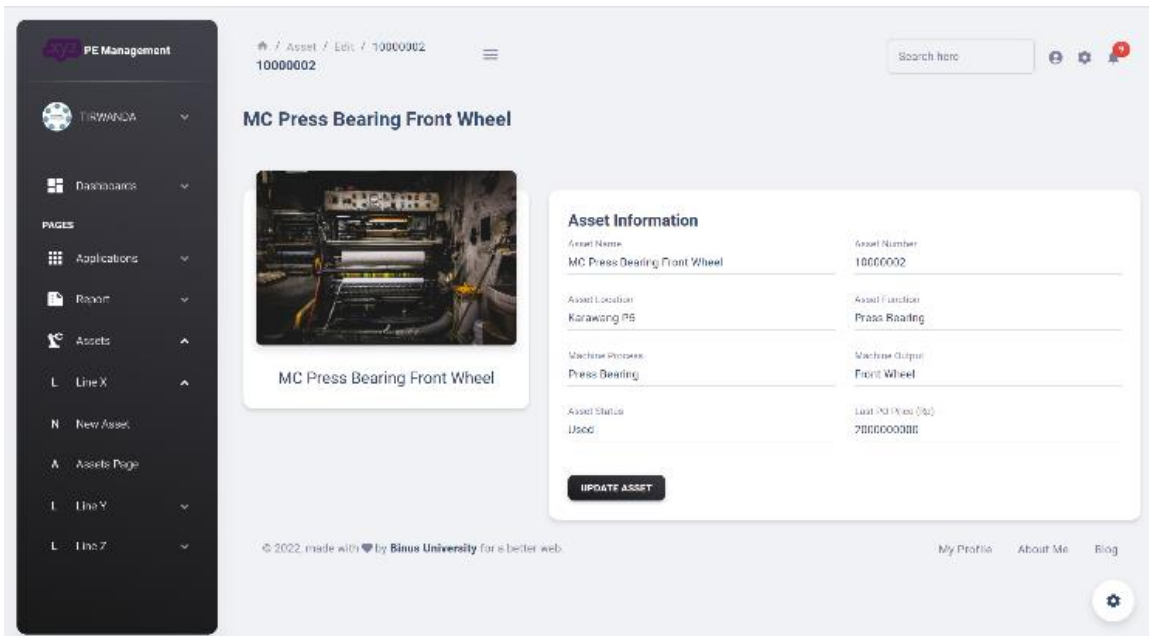 xyz PE Management
TIRWANDA
Dashboards
PAGES
Applications
Report
Assets
L Line X
N New Asset
A Assets Page
L Line Y
L Line Z
/ Asset / Edit / 10000002
10000002
Search here
9
MC Press Bearing Front Wheel
MC Press Bearing Front Wheel
Asset Information
Asset Name
MC Press Bearing Front Wheel
Asset Number
10000002
Asset Location
Karawang
Asset Function
Press Bearing
Machine Process
Press Bearing
Machine Output
Front Wheel
Asset Status
Used
Last PO Price (Rp)
2000000000
UPDATE ASSET
© 2022, made with by Binus University for a better web.
My Profile About Me Blog